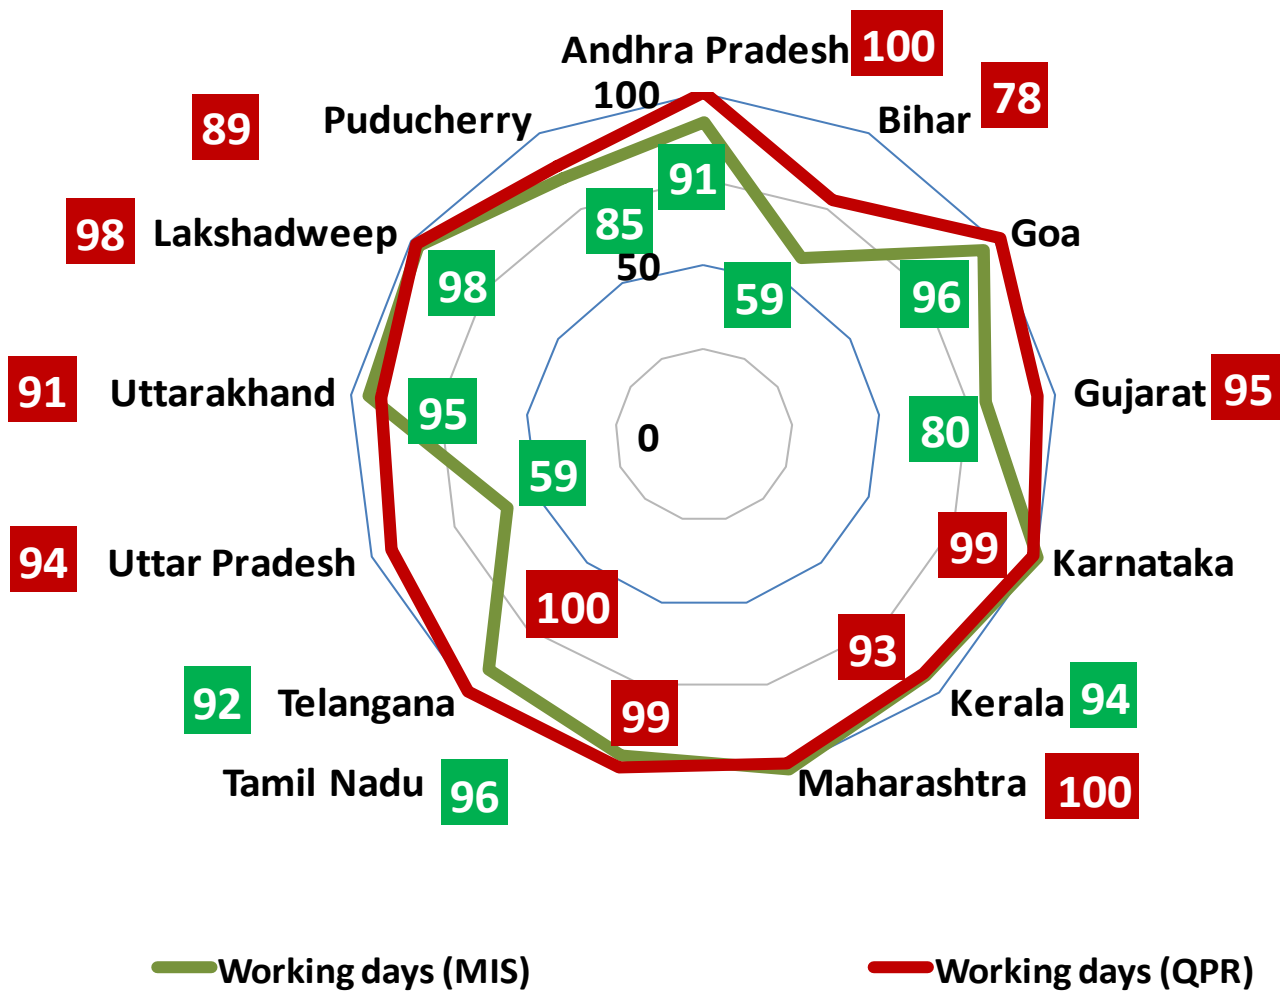 Andhra Pradesh 100
100
78
Puducherry
Bihar
89
91
98
Lakshadweep
85
Goa
50
98
59
96
91
Uttarakhand
95
Gujarat 95
80
0
59
99
94
Uttar Pradesh
Karnataka
100
93
92
Telangana
99
Kerala 94
Tamil Nadu 96
Maharashtra 100
Working days (MIS)
Working days (QPR)